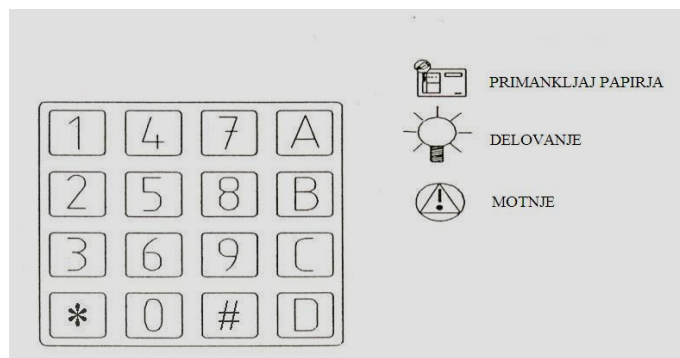 PRIMANKLJAJ PAPIRJA
DELOVANJE
MOTNJE
1 4 7 A
2 5 8 B
3 6 9 C
* 0 # D